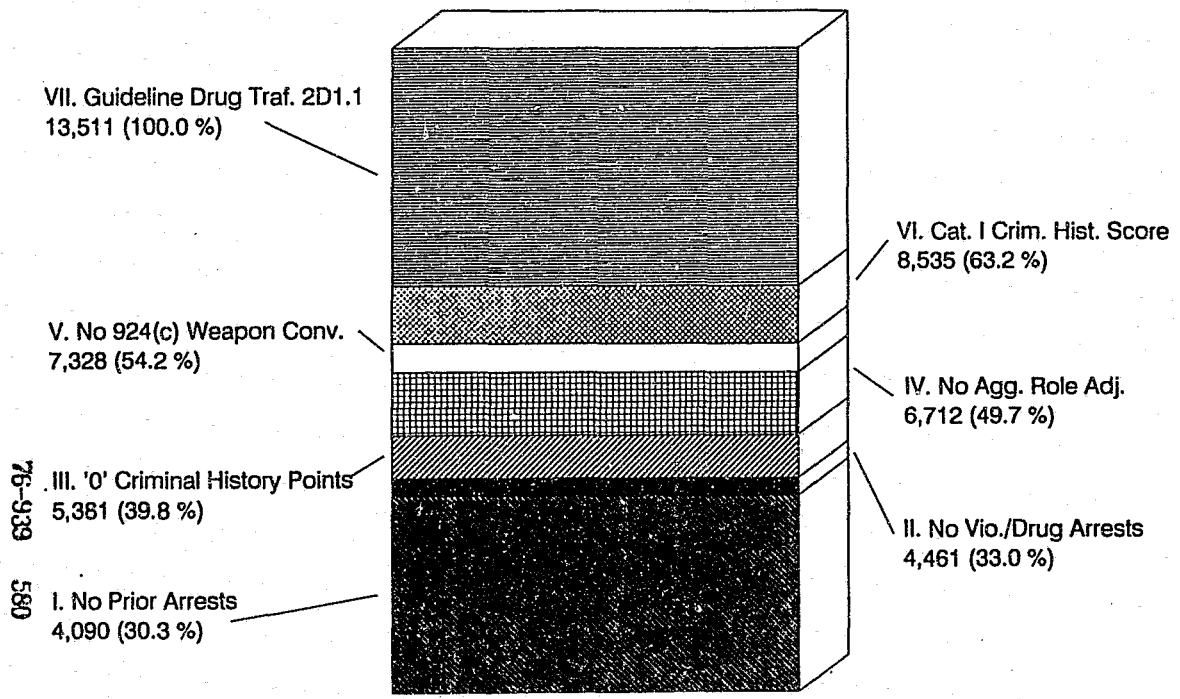 VII. Guideline Drug Traf. 2D1.1
13,511 (100.0 %)
VI. Cat. I Crim. Hist. Score
8,535 (63.2 %)
V. No 924(c) Weapon Conv.
7,328 (54.2 %)
IV. No Agg. Role Adj.
6,712 (49.7 %)
III. '0' Criminal History Points
5,381 (39.8 %)
II. No Vio./Drug Arrests
4,461 (33.0 %)
I. No Prior Arrests
4,090 (30.3 %)
76-939 580